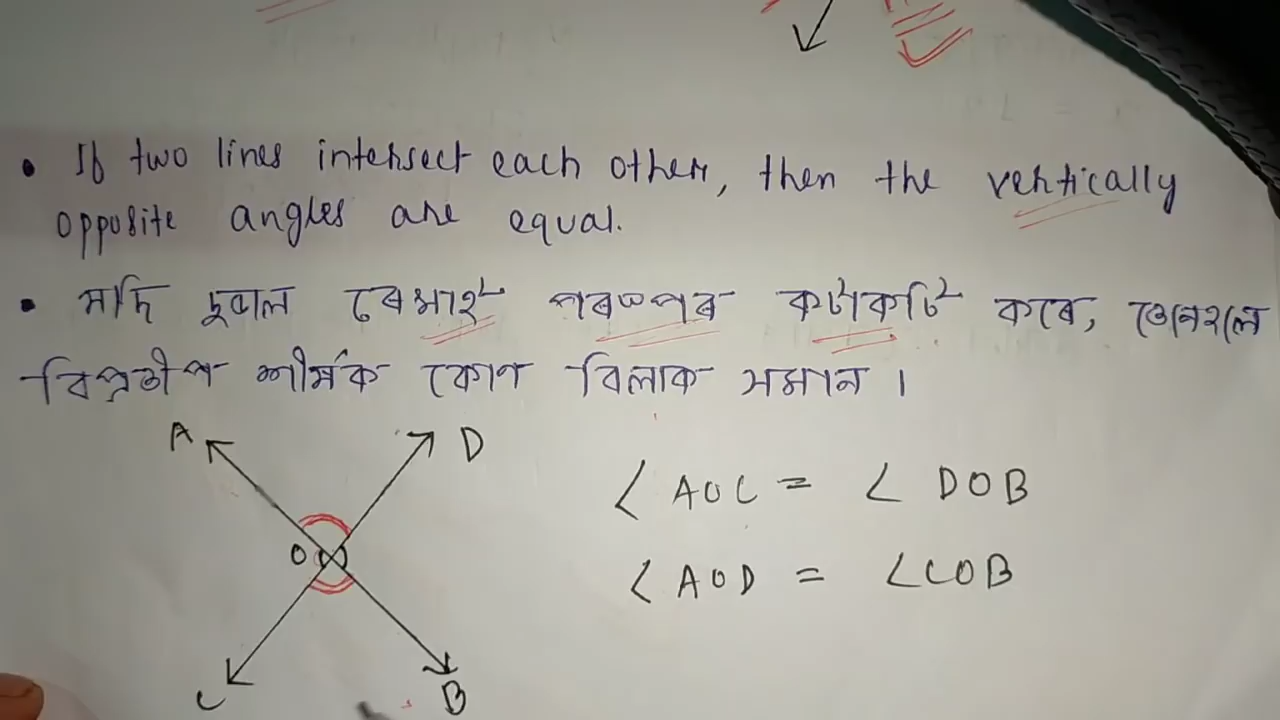 • If two lines intersect each other, then the vertically
opposite angles are equal.
• যদি দুডাল ৰেখাই পৰস্পৰ কটাকটি কৰে, তেনেহলে
বিপ্ৰতীপ শীৰ্ষক কোণ বিলাক সমান ।
A
D
∠ AOC = ∠ DOB
O
∠ AOD = ∠COB
C
B